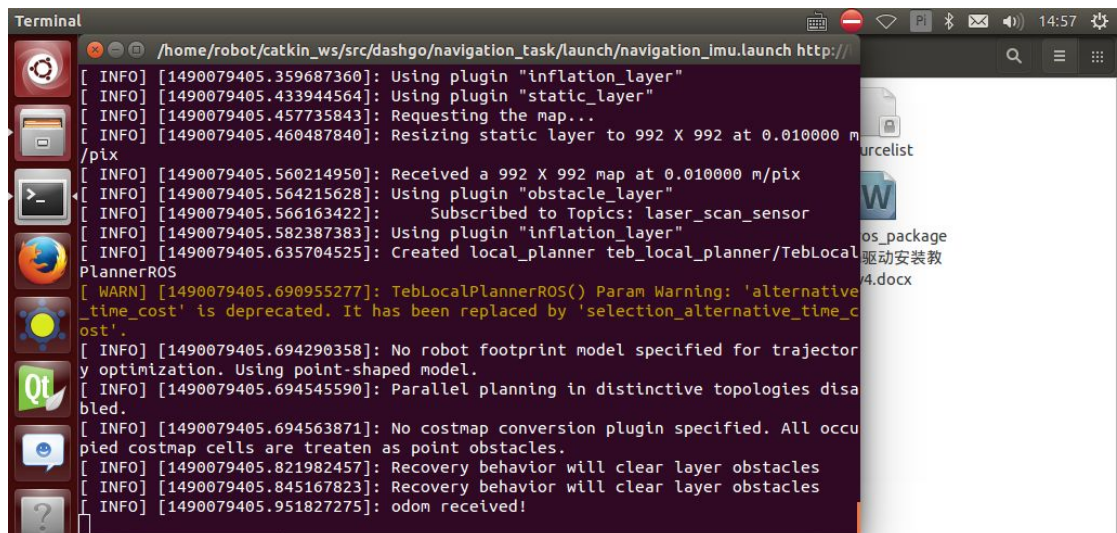 Terminal
Pi
14:57
/home/robot/catkin_ws/src/dashgo/navigation_task/launch/navigation_imu.launch http://
[ INFO] [1490079405.359687360]: Using plugin "inflation_layer"
[ INFO] [1490079405.433944564]: Using plugin "static_layer"
[ INFO] [1490079405.457735843]: Requesting the map...
[ INFO] [1490079405.460487840]: Resizing static layer to 992 X 992 at 0.010000 m
/pix
[ INFO] [1490079405.560214950]: Received a 992 X 992 map at 0.010000 m/pix
[ INFO] [1490079405.564215628]: Using plugin "obstacle_layer"
[ INFO] [1490079405.566163422]:     Subscribed to Topics: laser_scan_sensor
[ INFO] [1490079405.582387383]: Using plugin "inflation_layer"
[ INFO] [1490079405.635704525]: Created local_planner teb_local_planner/TebLocal
PlannerROS
[ WARN] [1490079405.690955277]: TebLocalPlannerROS() Param Warning: 'alternative
_time_cost' is deprecated. It has been replaced by 'selection_alternative_time_c
ost'.
[ INFO] [1490079405.694290358]: No robot footprint model specified for trajector
y optimization. Using point-shaped model.
[ INFO] [1490079405.694545590]: Parallel planning in distinctive topologies disa
bled.
[ INFO] [1490079405.694563871]: No costmap conversion plugin specified. All occu
pied costmap cells are treaten as point obstacles.
[ INFO] [1490079405.821982457]: Recovery behavior will clear layer obstacles
[ INFO] [1490079405.845167823]: Recovery behavior will clear layer obstacles
[ INFO] [1490079405.951827275]: odom received!
urcelist
W
os_package
驱动安装教
v4.docx
Qt